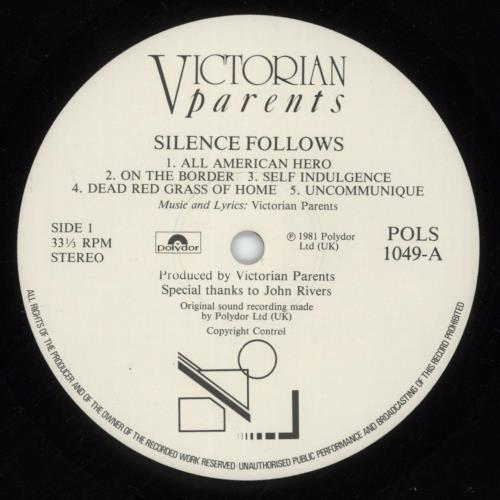 VICTORIAN
parents
SILENCE FOLLOWS
1. ALL AMERICAN HERO
2. ON THE BORDER 3. SELF INDULGENCE
4. DEAD RED GRASS OF HOME 5. UNCOMMUNIQUE
Music and Lyrics: Victorian Parents
SIDE 1
33⅓ RPM
STEREO
polydor
℗ 1981 Polydor
Ltd (UK)
POLS
1049-A
Produced by Victorian Parents
Special thanks to John Rivers
Original sound recording made
by Polydor Ltd (UK)
Copyright Control
ALL RIGHTS OF THE PRODUCER AND OF THE OWNER OF THE RECORDED WORK RESERVED · UNAUTHORISED PUBLIC PERFORMANCE AND BROADCASTING OF THIS RECORD PROHIBITED